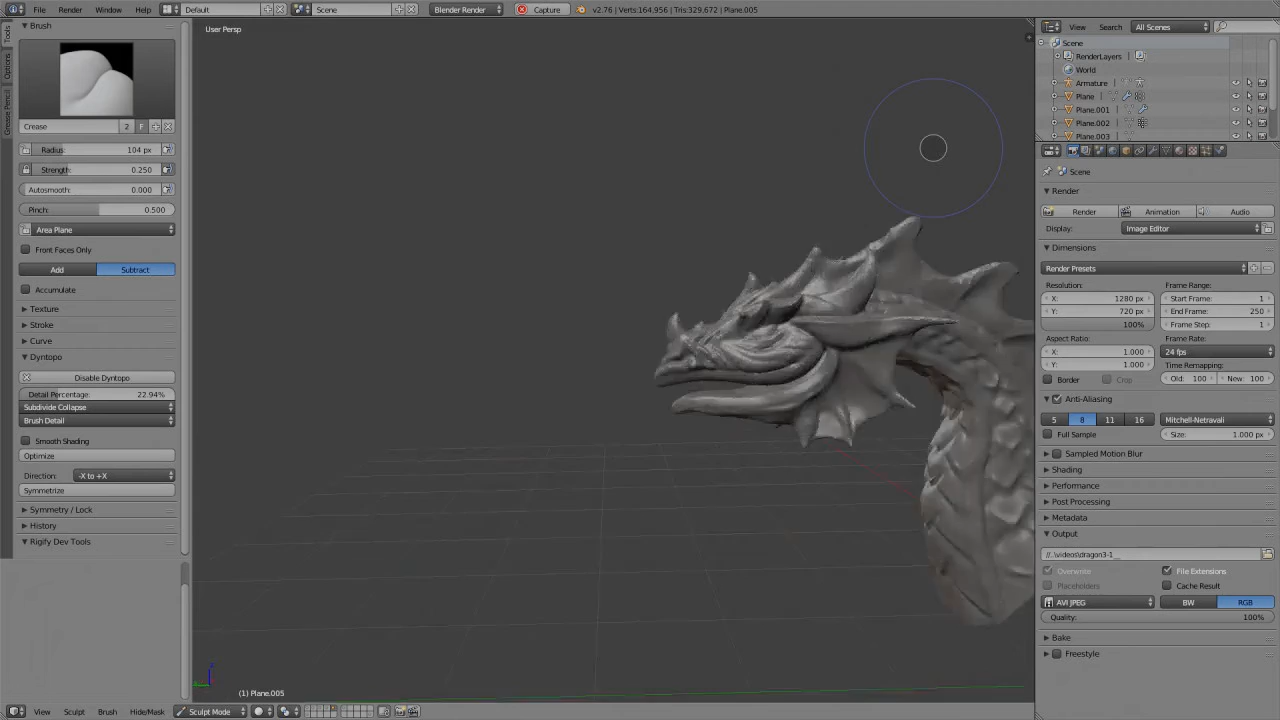 File Render Window Help Default Scene Blender Render Capture v2.76 | Verts:164,956 | Tris:329,672 | Plane.005
Tools
Options
Grease Pencil
Brush
Crease 2 F
Radius: 104 px
Strength: 0.250
Autosmooth: 0.000
Pinch: 0.500
Area Plane
Front Faces Only
Add Subtract
Accumulate
Texture
Stroke
Curve
Dyntopo
Disable Dyntopo
Detail Percentage: 22.94%
Subdivide Collapse
Brush Detail
Smooth Shading
Optimize
Direction: -X to +X
Symmetrize
Symmetry / Lock
History
Rigify Dev Tools
User Persp
(1) Plane.005
View Sculpt Brush Hide/Mask Sculpt Mode
View Search All Scenes
Scene
RenderLayers
World
Armature
Plane
Plane.001
Plane.002
Plane.003
Scene
Render
Render Animation Audio
Display: Image Editor
Dimensions
Render Presets
Resolution: Frame Range:
X: 1280 px Start Frame: 1
Y: 720 px End Frame: 250
100% Frame Step: 1
Aspect Ratio: Frame Rate:
X: 1.000 24 fps
Y: 1.000 Time Remapping:
Border Crop Old: 100 New: 100
Anti-Aliasing
5 8 11 16 Mitchell-Netravali
Full Sample Size: 1.000 px
Sampled Motion Blur
Shading
Performance
Post Processing
Metadata
Output
//..\videos\dragon3-1__
Overwrite File Extensions
Placeholders Cache Result
AVI JPEG BW RGB
Quality: 100%
Bake
Freestyle